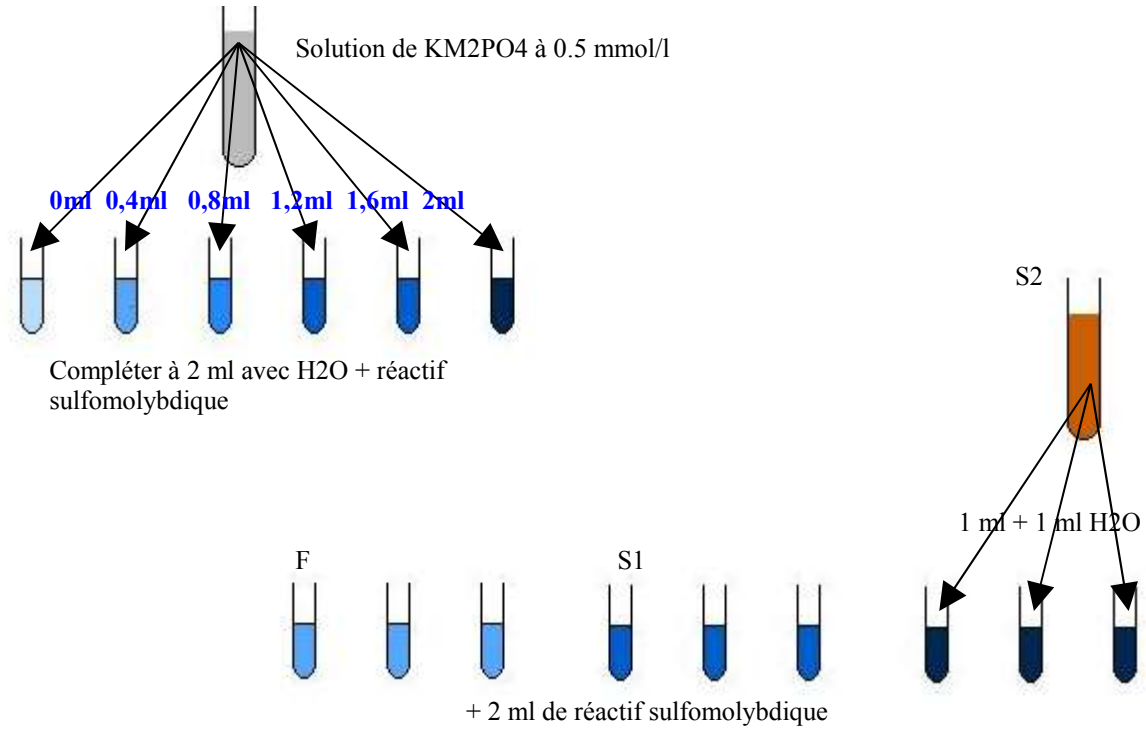 Solution de KM2PO4 à 0.5 mmol/l
0ml 0,4ml 0,8ml 1,2ml 1,6ml 2ml
Compléter à 2 ml avec H2O + réactif
sulfomolybdique
S2
1 ml + 1 ml H2O
F
S1
+ 2 ml de réactif sulfomolybdique